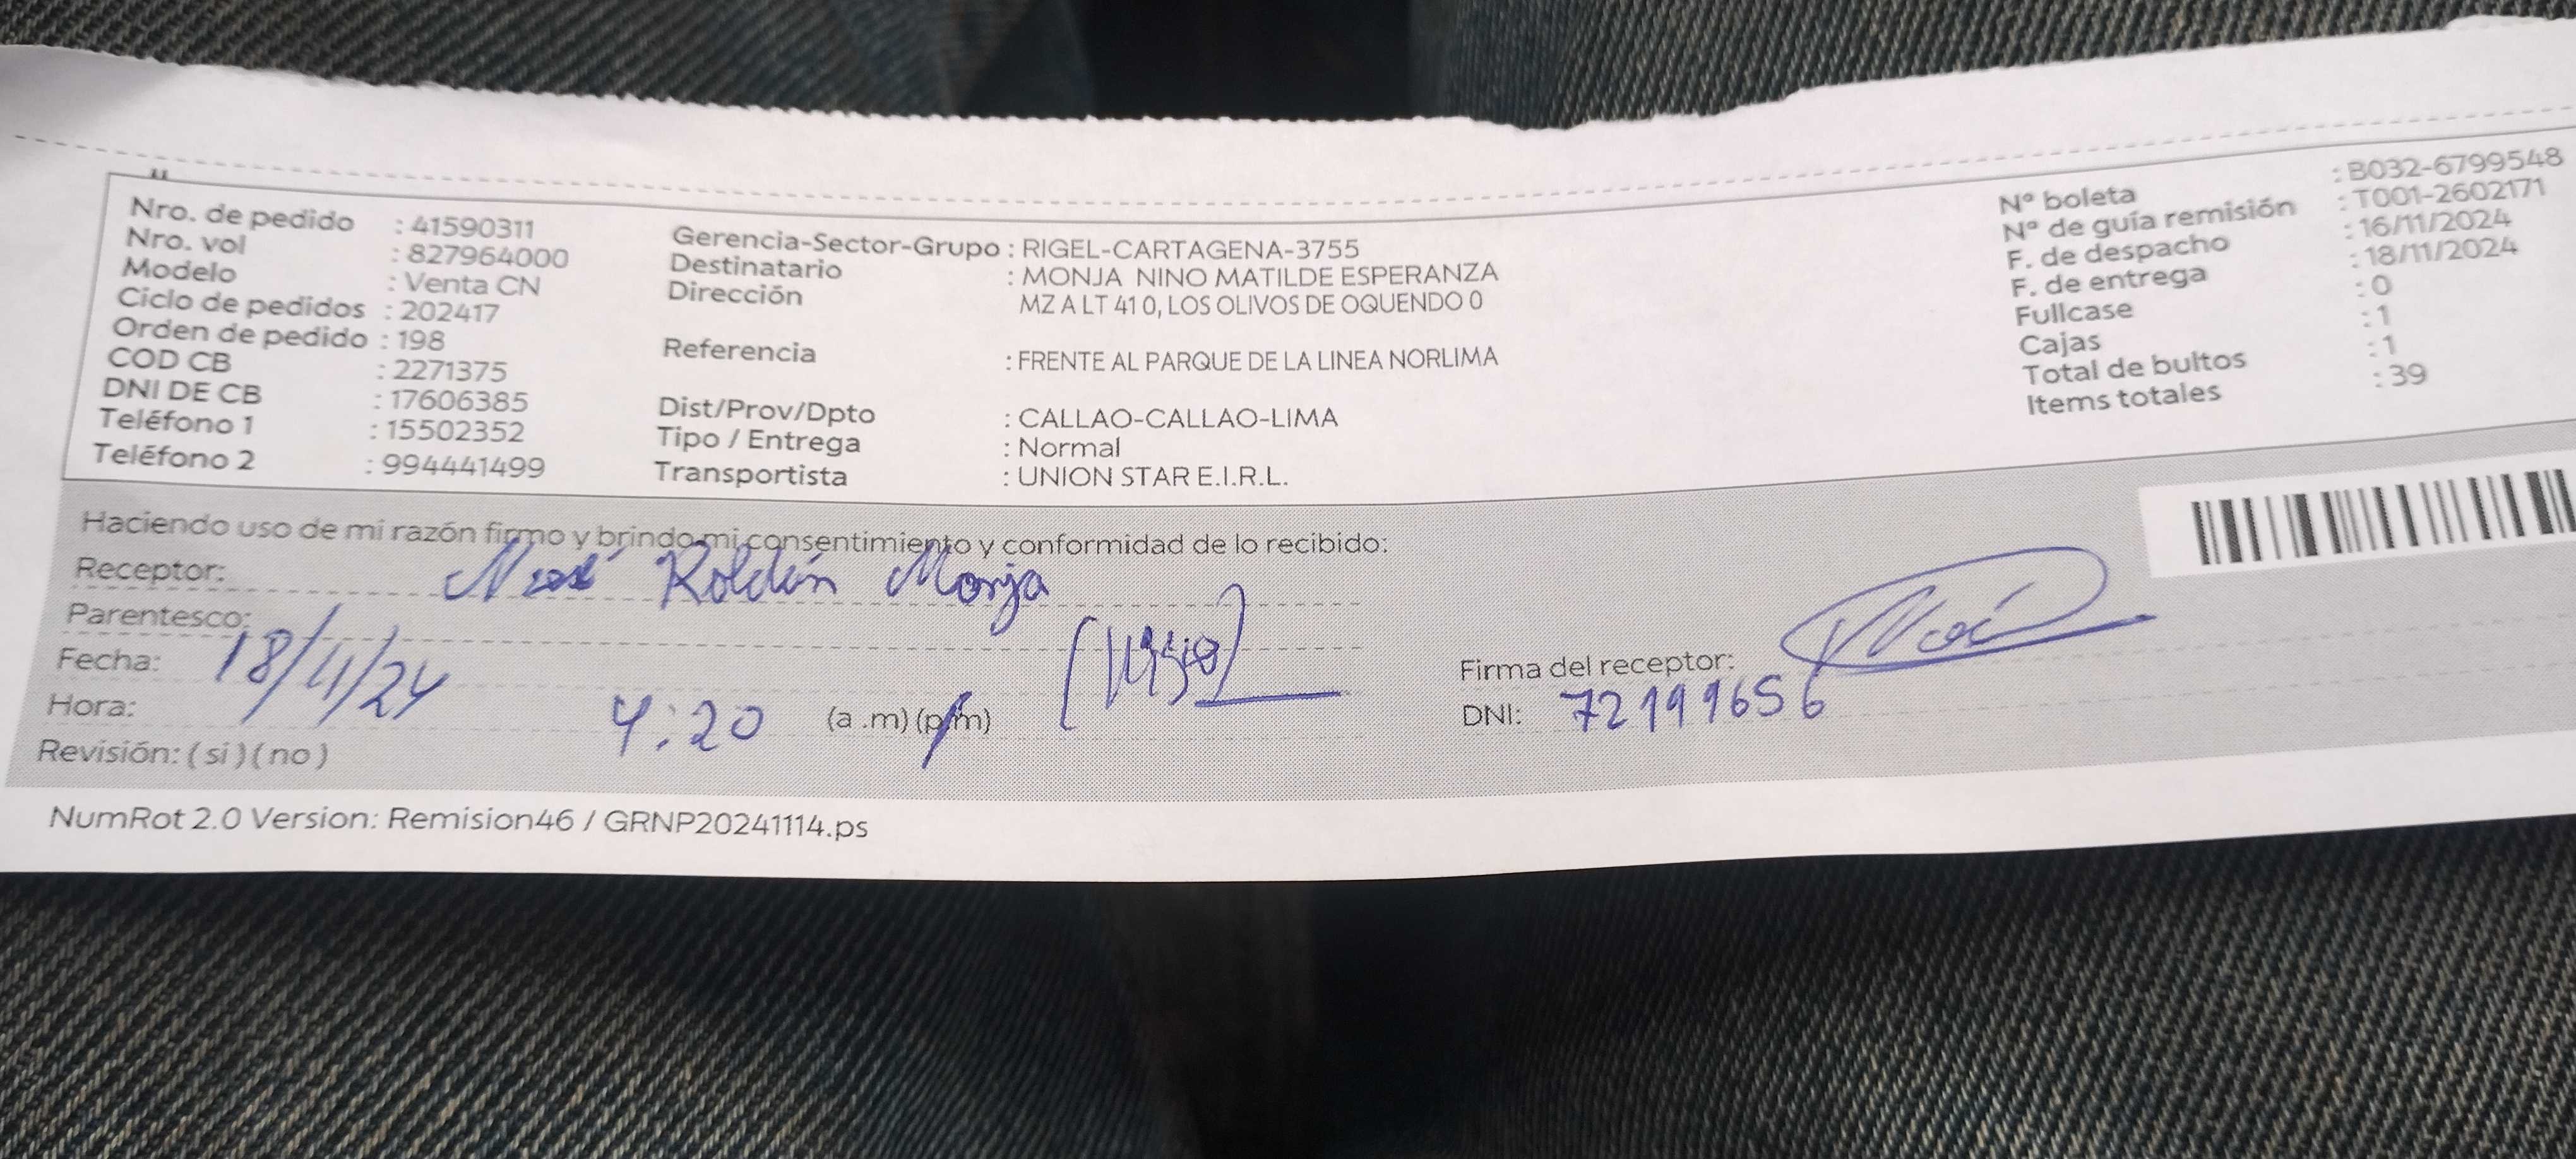 Nro. de pedido : 41590311
Nro. vol : 827964000
Modelo : Venta CN
Ciclo de pedidos : 202417
Orden de pedido : 198
COD CB : 2271375
DNI DE CB : 17606385
Teléfono 1 : 15502352
Teléfono 2 : 994441499
Gerencia-Sector-Grupo : RIGEL-CARTAGENA-3755
Destinatario : MONJA NINO MATILDE ESPERANZA
Dirección MZ A LT 41 0, LOS OLIVOS DE OQUENDO 0
Referencia : FRENTE AL PARQUE DE LA LINEA NORLIMA
Dist/Prov/Dpto : CALLAO-CALLAO-LIMA
Tipo / Entrega : Normal
Transportista : UNION STAR E.I.R.L.
N° boleta : B032-6799548
N° de guía remisión : T001-2602171
F. de despacho : 16/11/2024
F. de entrega : 18/11/2024
Fullcase : 0
Cajas : 1
Total de bultos : 1
Items totales : 39
Haciendo uso de mi razón firmo y brindo mi consentimiento y conformidad de lo recibido:
Receptor: Roldán Monja
Parentesco:
Fecha: 18/11/24
Hora: 4:20 (a .m) (p.m)
Revisión: ( si ) ( no )
Firma del receptor:
DNI: 72199656
NumRot 2.0 Version: Remision46 / GRNP20241114.ps